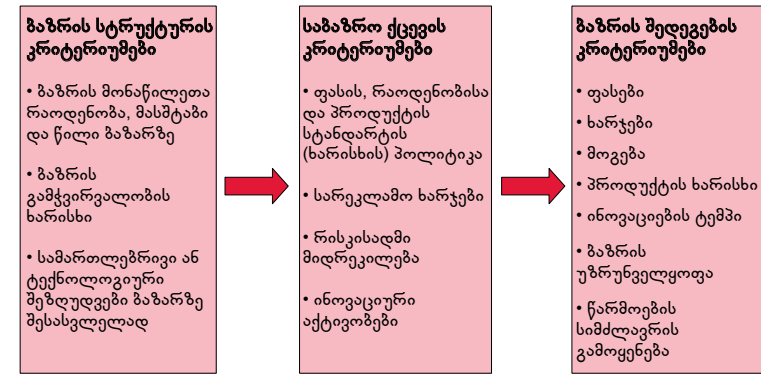 ბაზრის სტრუქტურის
კრიტერიუმები
• ბაზრის მონაწილეთა
რაოდენობა, მასშტაბი
და წილი ბაზარზე
• ბაზრის
გამჭვირვალობის
ხარისხი
• სამართლებრივი ან
ტექნოლოგიური
შეზღუდვები ბაზარზე
შესასვლელად
საბაზრო ქცევის
კრიტერიუმები
• ფასის, რაოდენობისა
და პროდუქტის
სტანდარტის
(ხარისხის) პოლიტიკა
• სარეკლამო ხარჯები
• რისკისადმი
მიდრეკილება
• ინოვაციური
აქტივობები
ბაზრის შედეგების
კრიტერიუმები
• ფასები
• ხარჯები
• მოგება
• პროდუქტის ხარისხი
• ინოვაციების ტემპი
• ბაზრის
უზრუნველყოფა
• წარმოების
სიმძლავრის
გამოყენება